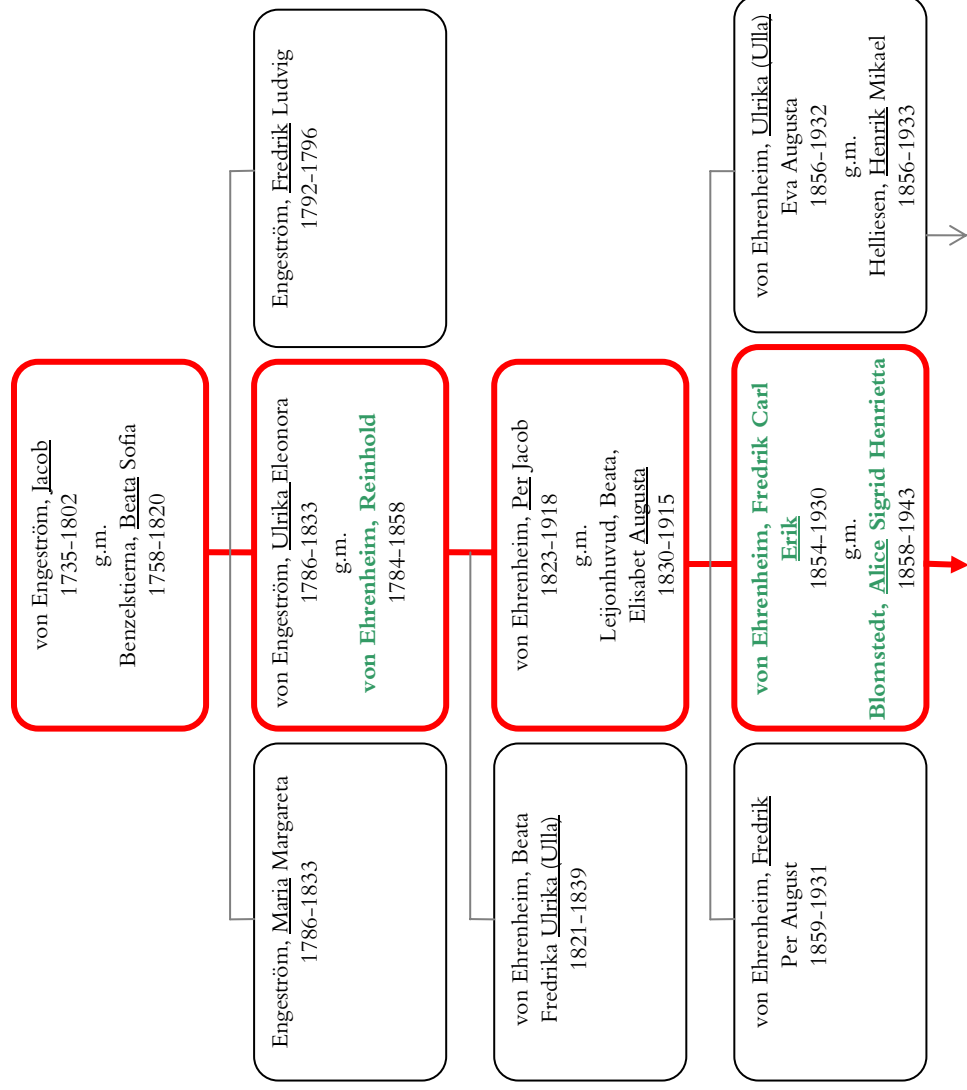 von Engeström, Jacob
1735–1802
g.m.
Benzelstierna, Beata Sofia
1758–1820
Engeström, Maria Margareta
1786–1833
von Engeström, Ulrika Eleonora
1786–1833
g.m.
von Ehrenheim, Reinhold
1784–1858
Engeström, Fredrik Ludvig
1792–1796
von Ehrenheim, Beata
Fredrika Ulrika (Ulla)
1821–1839
von Ehrenheim, Per Jacob
1823–1918
g.m.
Leijonhuvud, Beata,
Elisabet Augusta
1830–1915
von Ehrenheim, Fredrik
Per August
1859–1931
von Ehrenheim, Fredrik Carl
Erik
1854–1930
g.m.
Blomstedt, Alice Sigrid Henrietta
1858–1943
von Ehrenheim, Ulrika (Ulla)
Eva Augusta
1856–1932
g.m.
Helliesen, Henrik Mikael
1856–1933